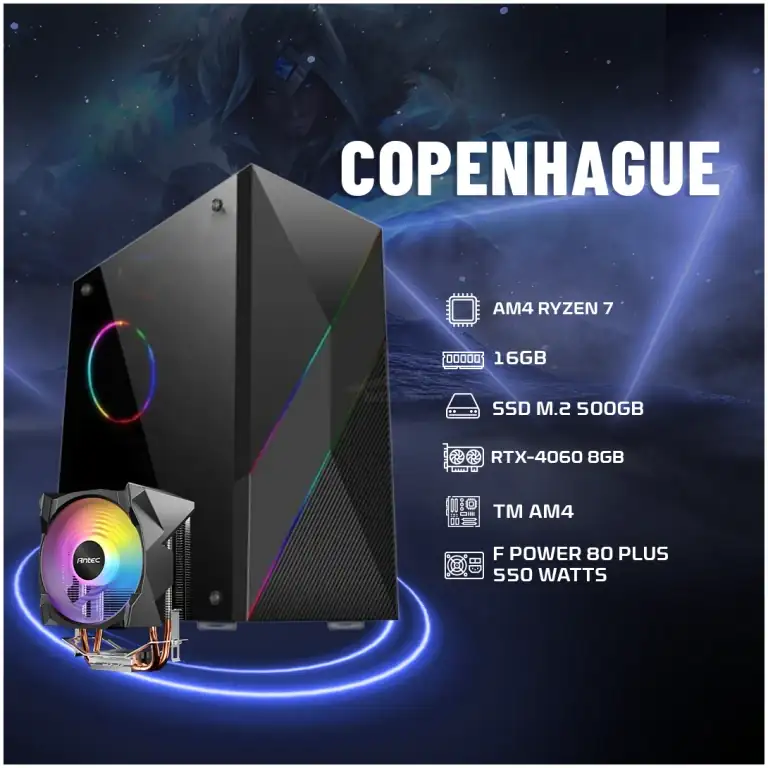 COPENHAGUE
AM4 RYZEN 7
16GB
SSD M.2 500GB
RTX-4060 8GB
TM AM4
F POWER 80 PLUS
550 WATTS
Antec